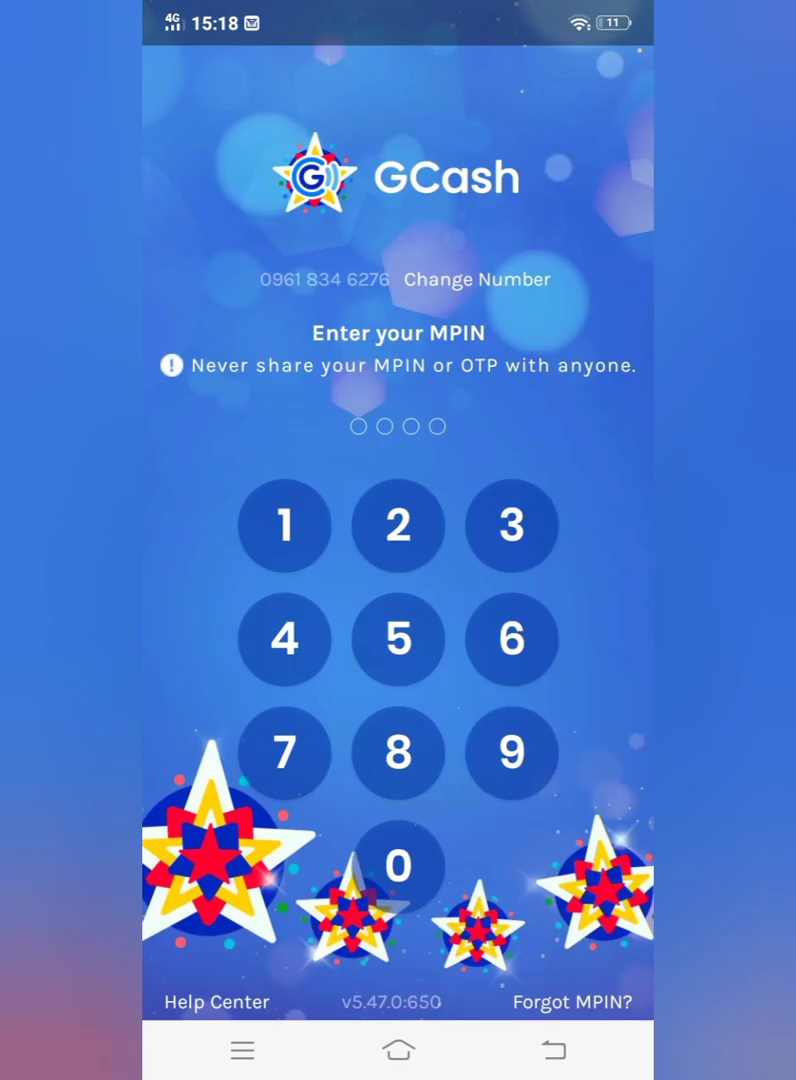 4G 15:18 11
G GCash
0961 834 6276 Change Number
Enter your MPIN
! Never share your MPIN or OTP with anyone.
1 2 3
4 5 6
7 8 9
0
Help Center v5.47.0:650 Forgot MPIN?